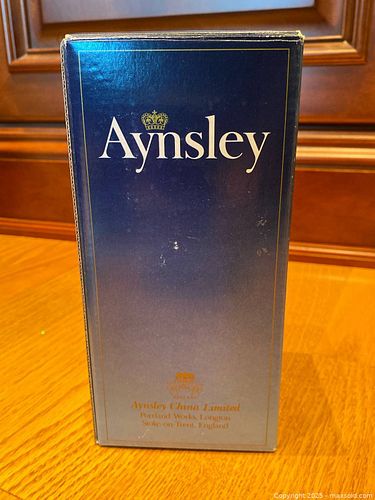 Aynsley
Aynsley China Limited
Portland Works, Longton
Stoke-on-Trent, England
Copyright 2025 - maxsold.com